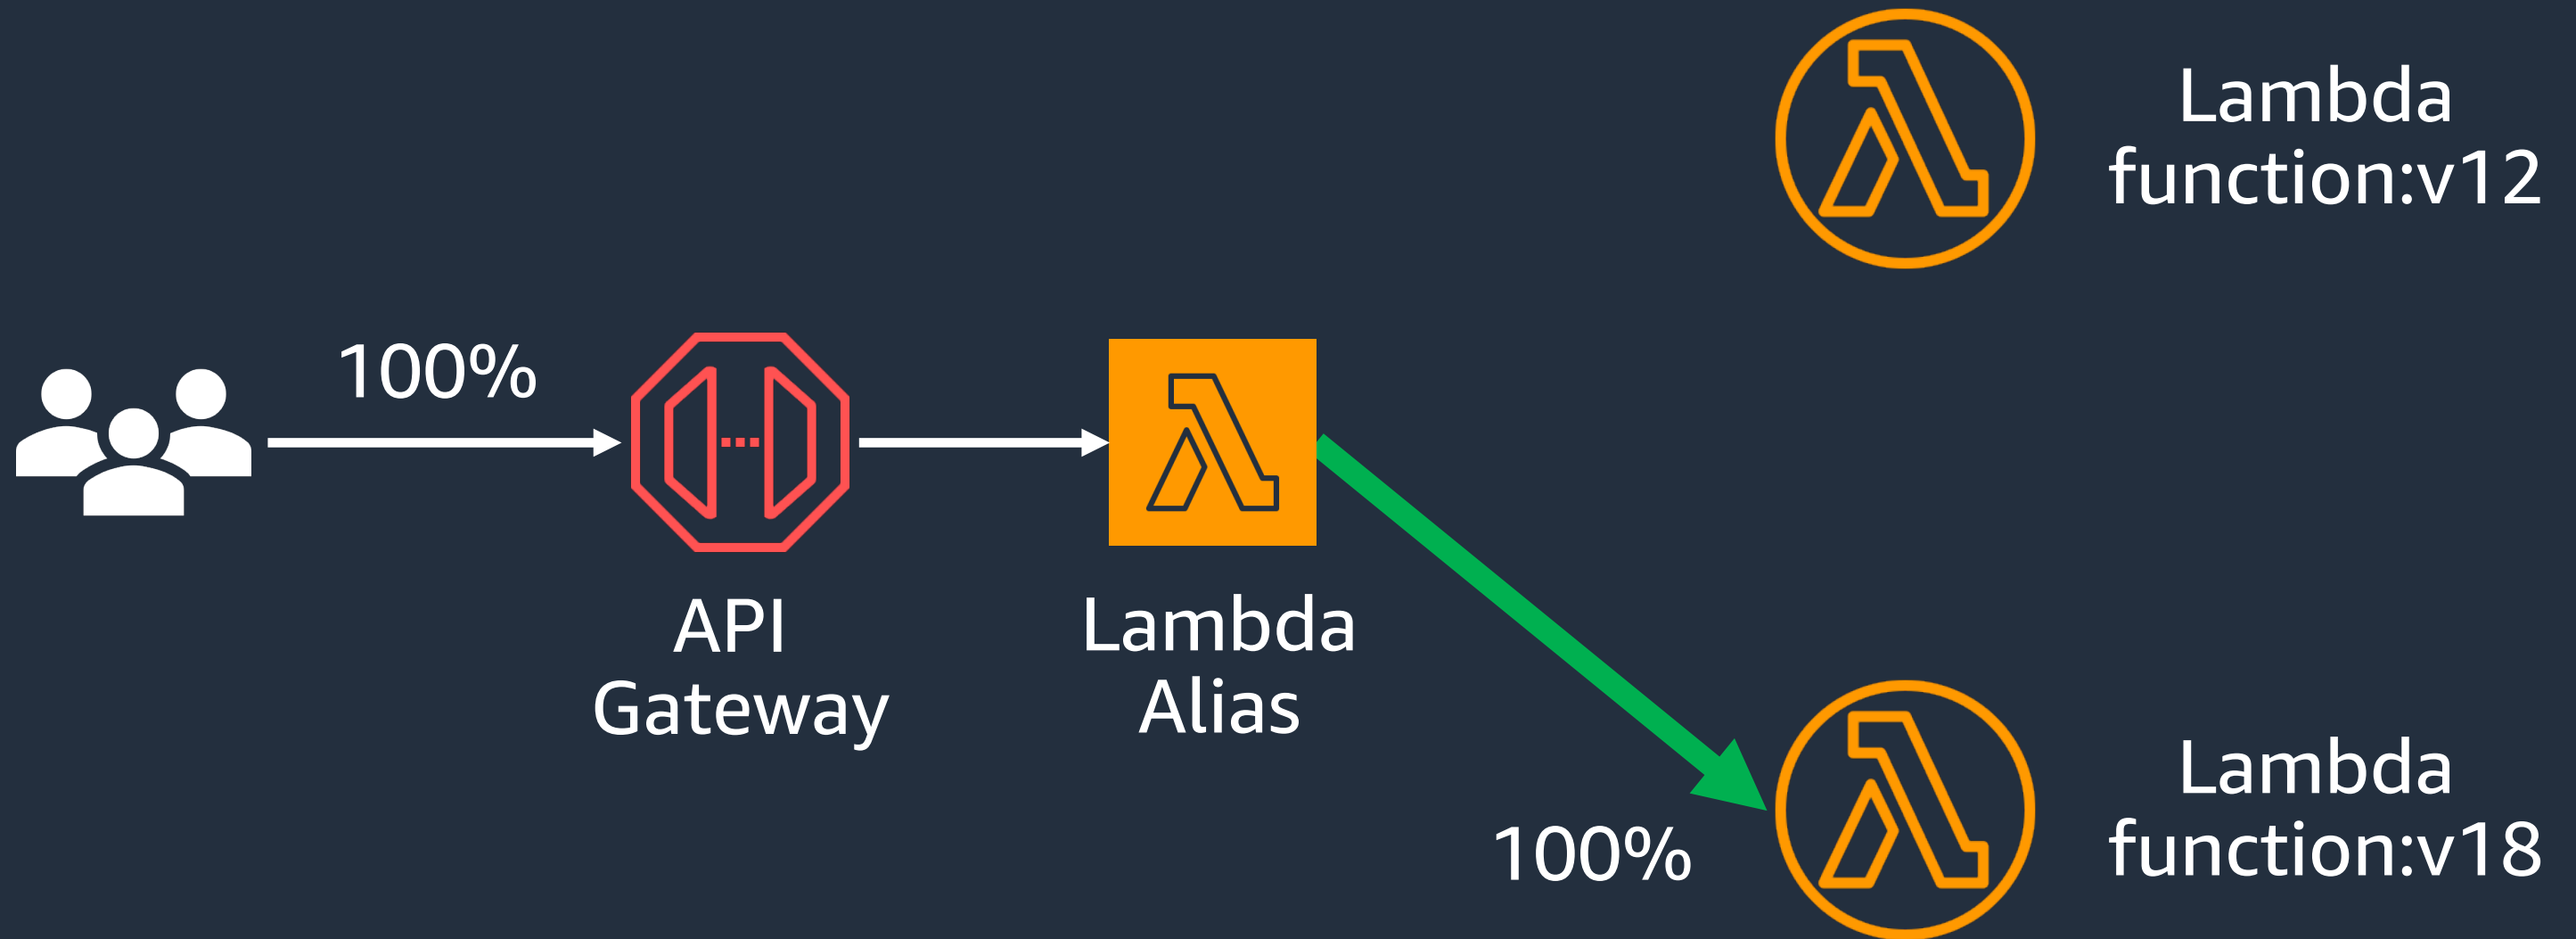 Lambda
function:v12
100%
API
Gateway
Lambda
Alias
100%
Lambda
function:v18